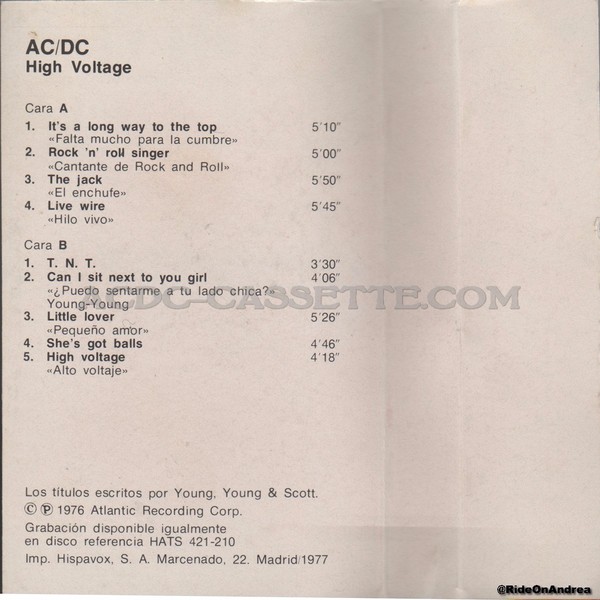 AC/DC
High Voltage
Cara A
1. It's a long way to the top 5'10"
«Falta mucho para la cumbre»
2. Rock 'n' roll singer 5'00"
«Cantante de Rock and Roll»
3. The jack 5'50"
«El enchufe»
4. Live wire 5'45"
«Hilo vivo»
Cara B
1. T. N. T. 3'30"
2. Can I sit next to you girl 4'06"
«¿Puedo sentarme a tu lado chica?»
Young-Young
ACDC-CASSETTE.COM
3. Little lover 5'26"
«Pequeño amor»
4. She's got balls 4'46"
5. High voltage 4'18"
«Alto voltaje»
Los títulos escritos por Young, Young & Scott.
© ℗ 1976 Atlantic Recording Corp.
Grabación disponible igualmente
en disco referencia HATS 421-210
Imp. Hispavox, S. A. Marcenado, 22. Madrid/1977
@RideOnAndrea